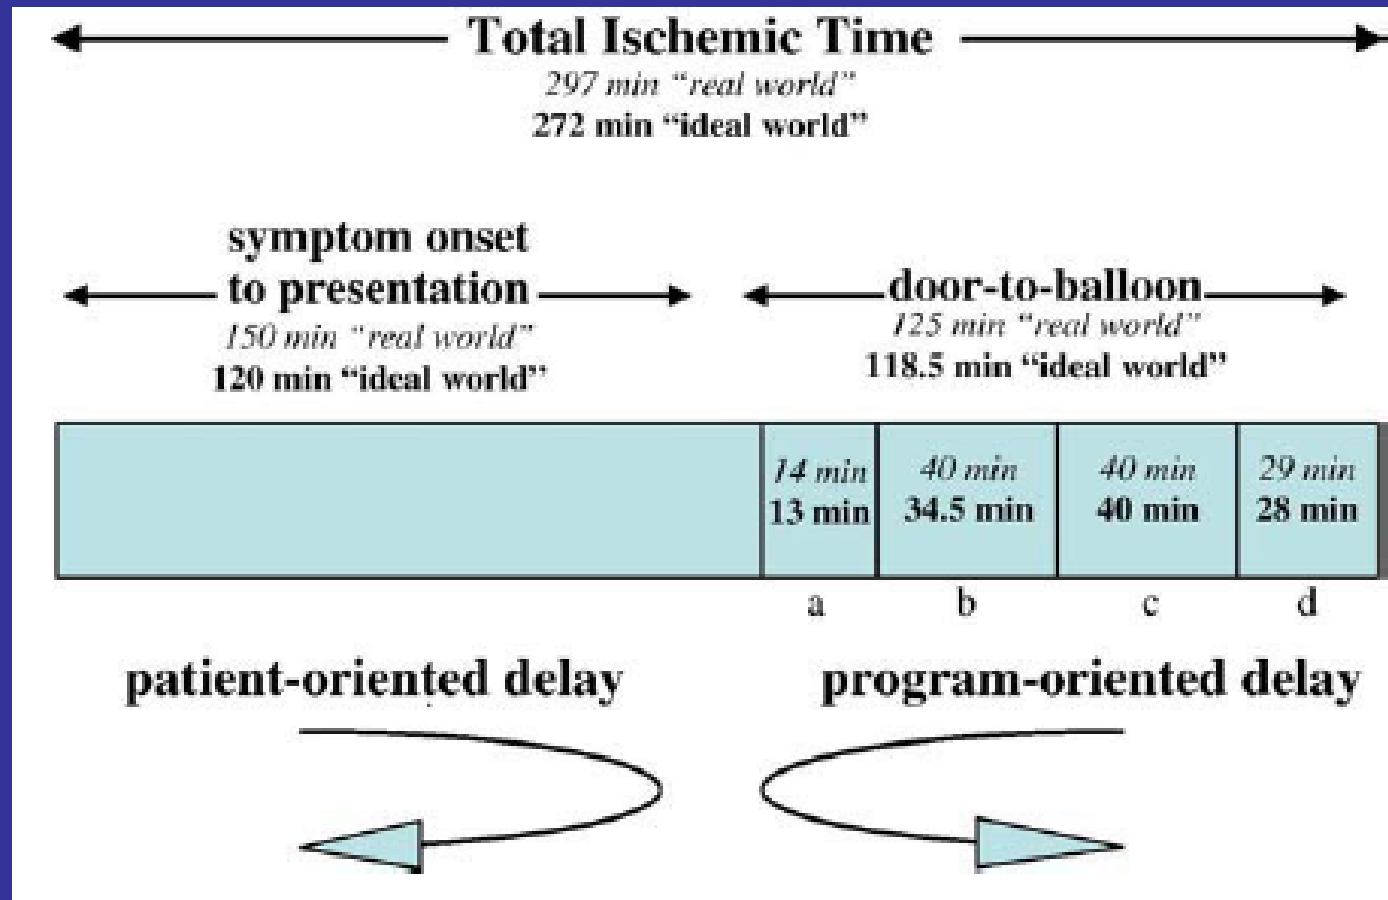 Total Ischemic Time
297 min “real world”
272 min “ideal world”
symptom onset
to presentation
150 min “real world”
120 min “ideal world”
door-to-balloon
125 min “real world”
118.5 min “ideal world”
14 min
13 min
40 min
34.5 min
40 min
40 min
29 min
28 min
a
b
c
d
patient-oriented delay
program-oriented delay